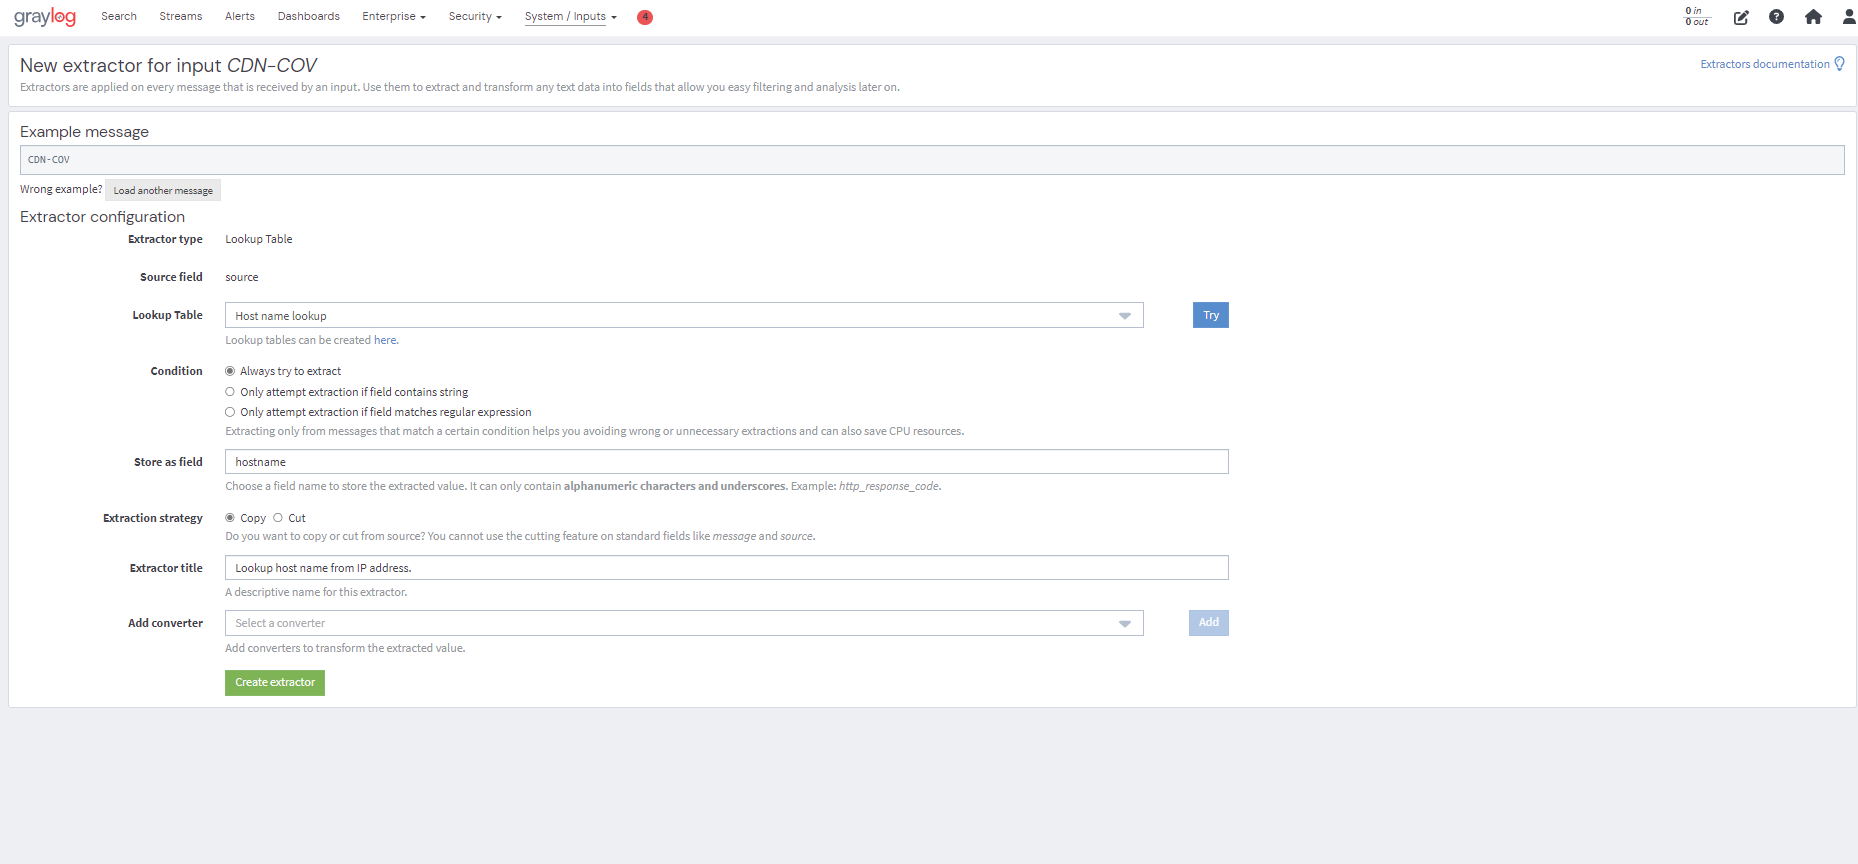 graylog Search Streams Alerts Dashboards Enterprise Security System / Inputs 4 0 in
0 out
New extractor for input CDN-COV Extractors documentation
Extractors are applied on every message that is received by an input. Use them to extract and transform any text data into fields that allow you easy filtering and analysis later on.
Example message
CDN-COV
Wrong example? Load another message
Extractor configuration
Extractor type Lookup Table
Source field source
Lookup Table Host name lookup Try
Lookup tables can be created here.
Condition Always try to extract
Only attempt extraction if field contains string
Only attempt extraction if field matches regular expression
Extracting only from messages that match a certain condition helps you avoiding wrong or unnecessary extractions and can also save CPU resources.
Store as field hostname
Choose a field name to store the extracted value. It can only contain alphanumeric characters and underscores. Example: http_response_code.
Extraction strategy Copy Cut
Do you want to copy or cut from source? You cannot use the cutting feature on standard fields like message and source.
Extractor title Lookup host name from IP address.
A descriptive name for this extractor.
Add converter Select a converter Add
Add converters to transform the extracted value.
Create extractor